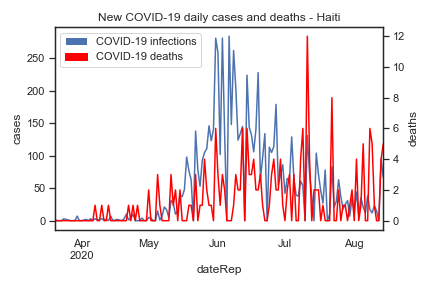 New COVID-19 daily cases and deaths - Haiti
COVID-19 infections
COVID-19 deaths
250
200
150
100
50
0
cases
12
10
8
6
4
2
0
deaths
Apr
2020
May
Jun
Jul
Aug
dateRep